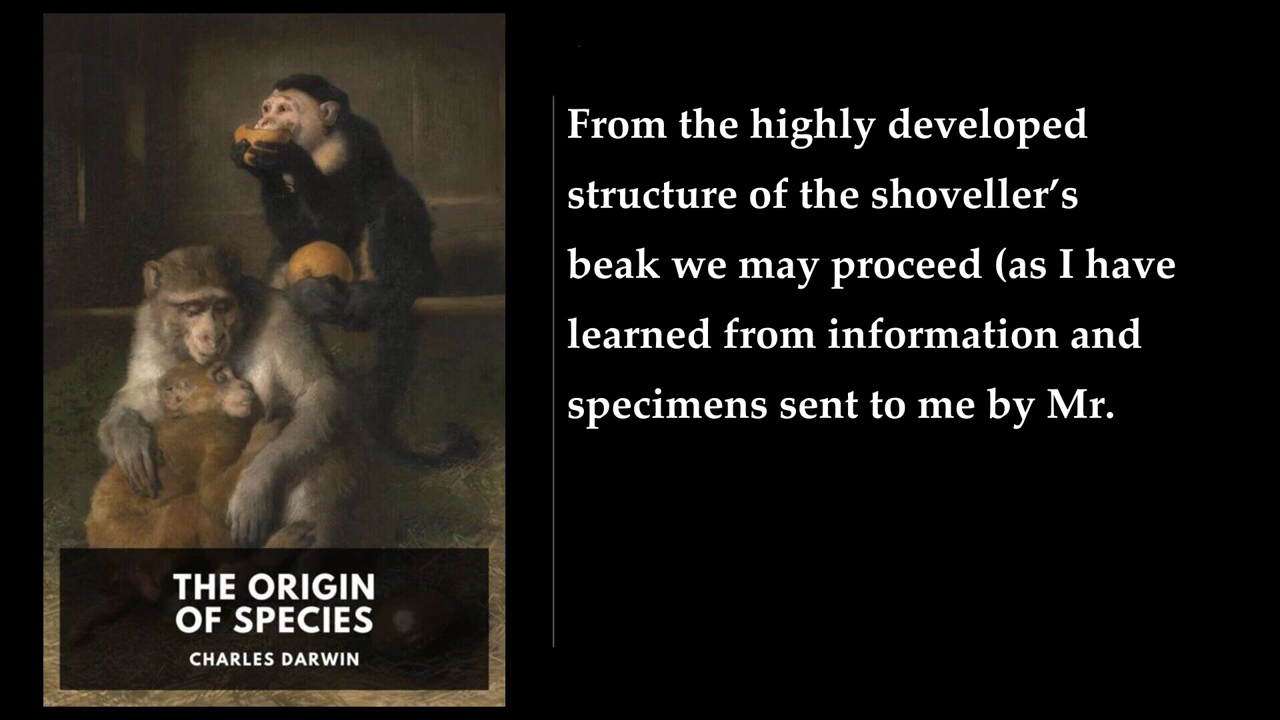 From the highly developed
structure of the shoveller’s
beak we may proceed (as I have
learned from information and
specimens sent to me by Mr.
THE ORIGIN
OF SPECIES
CHARLES DARWIN